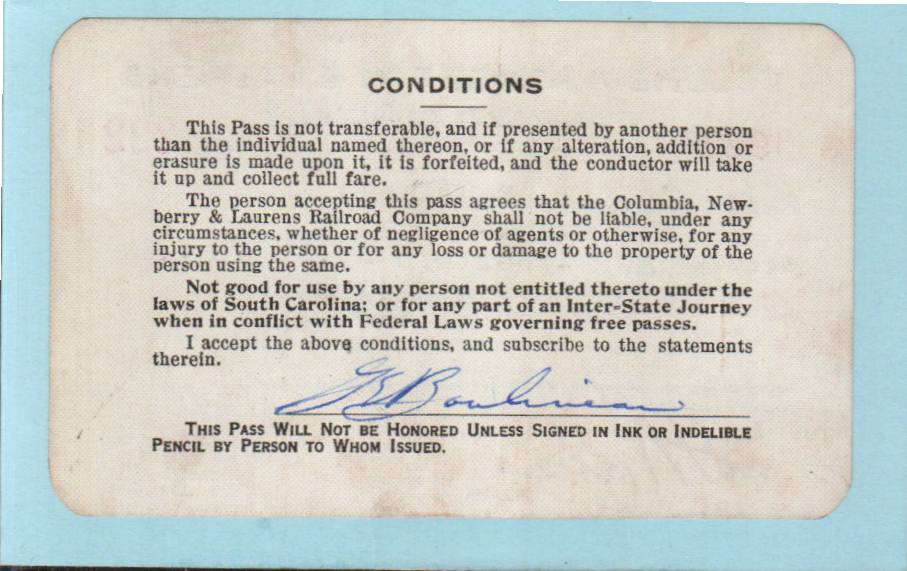 CONDITIONS
This Pass is not transferable, and if presented by another person
than the individual named thereon, or if any alteration, addition or
erasure is made upon it, it is forfeited, and the conductor will take
it up and collect full fare.
The person accepting this pass agrees that the Columbia, New-
berry & Laurens Railroad Company shall not be liable, under any
circumstances, whether of negligence of agents or otherwise, for any
injury to the person or for any loss or damage to the property of the
person using the same.
Not good for use by any person not entitled thereto under the
laws of South Carolina; or for any part of an Inter-State Journey
when in conflict with Federal Laws governing free passes.
I accept the above conditions, and subscribe to the statements
therein.
THIS PASS WILL NOT BE HONORED UNLESS SIGNED IN INK OR INDELIBLE
PENCIL BY PERSON TO WHOM ISSUED.